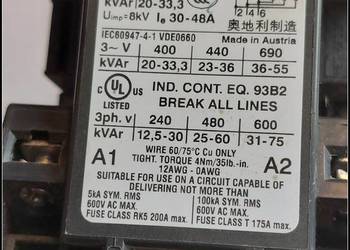 kVAr 20-33,3
Uimp=8kV Ie 30-48A
奥地利制造
IEC60947-4-1 VDE0660 Made in Austria
3~ V 400 440 690
kVAr 20-33,3 23-36 36-55
C UL US LISTED
IND. CONT. EQ. 93B2
BREAK ALL LINES
3ph. v 240 480 600
kVAr 12,5-30 25-60 31-75
WIRE 60/75°C Cu ONLY
A1 TIGHT. TORQUE 4Nm/35lb.-in. A2
12AWG - 0AWG
SUITABLE FOR USE ON A CIRCUIT CAPABLE OF
DELIVERING NOT MORE THAN
5kA SYM. RMS 100kA SYM. RMS
600V AC MAX. 600V AC MAX.
FUSE CLASS RK5 200A max. FUSE CLASS T 175A max.